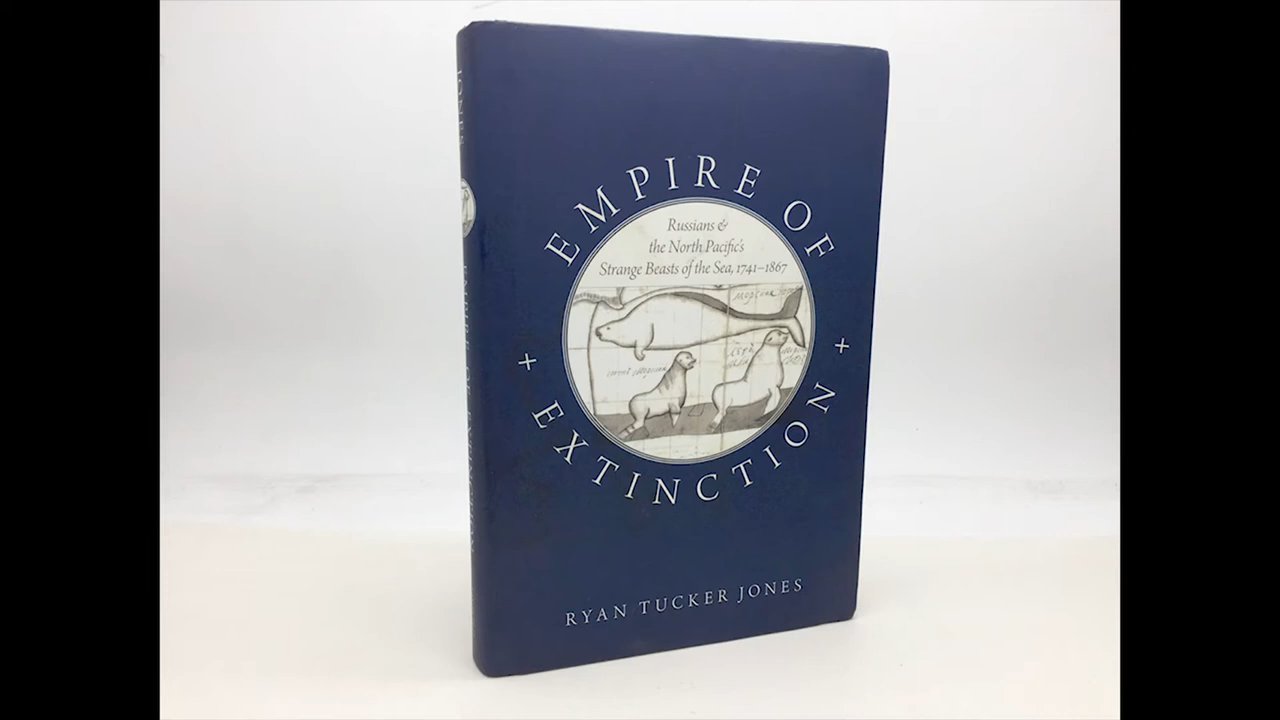 JONES
EMPIRE OF EXTINCTION
EMPIRE OF
Russians &
the North Pacific's
Strange Beasts of the Sea, 1741–1867
EXTINCTION
RYAN TUCKER JONES